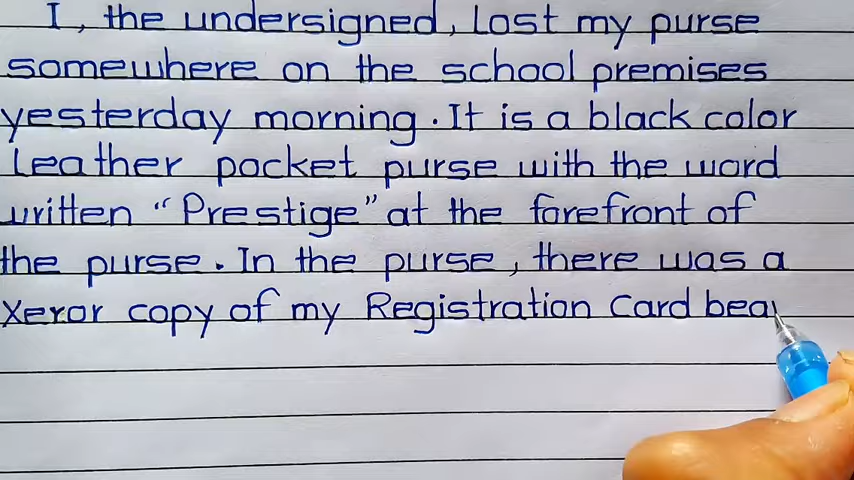 I, the undersigned, lost my purse
somewhere on the school premises
yesterday morning. It is a black color
leather pocket purse with the word
written "Prestige" at the forefront of
the purse. In the purse, there was a
Xeror copy of my Registration Card bea